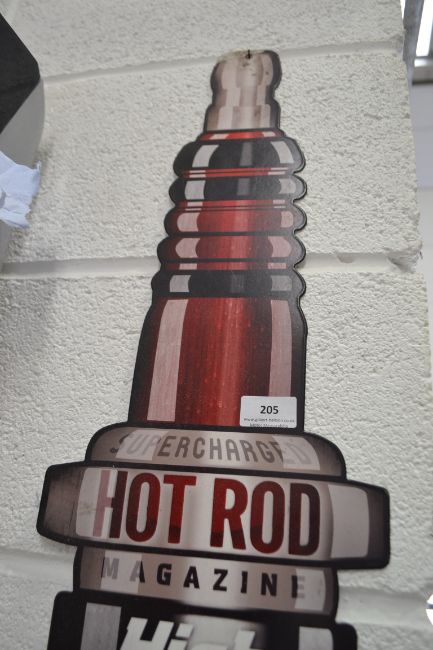 205
SUPERCHARGED
HOT ROD
MAGAZINE